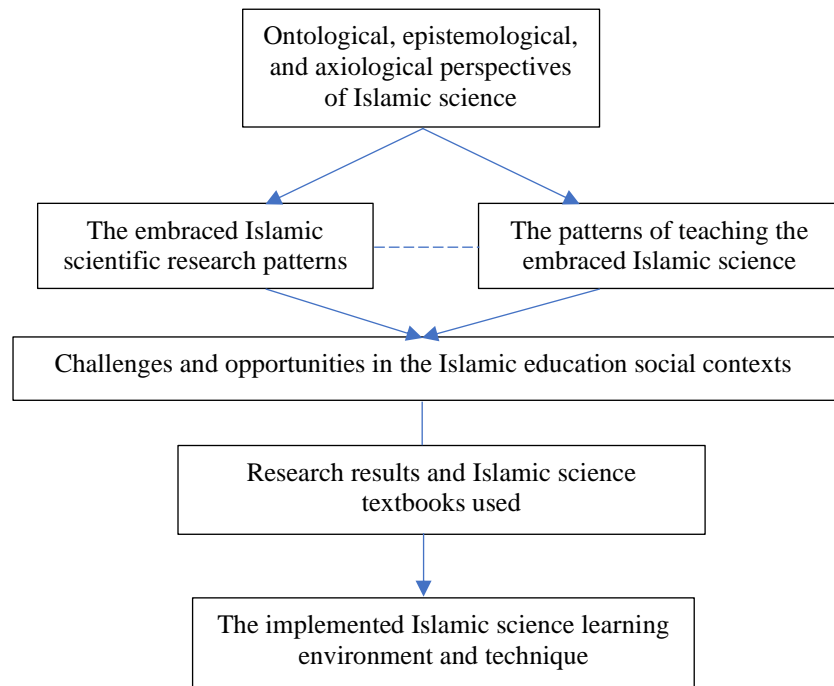 Ontological, epistemological,
and axiological perspectives
of Islamic science
The embraced Islamic
scientific research patterns
The patterns of teaching the
embraced Islamic science
Challenges and opportunities in the Islamic education social contexts
Research results and Islamic science
textbooks used
The implemented Islamic science learning
environment and technique